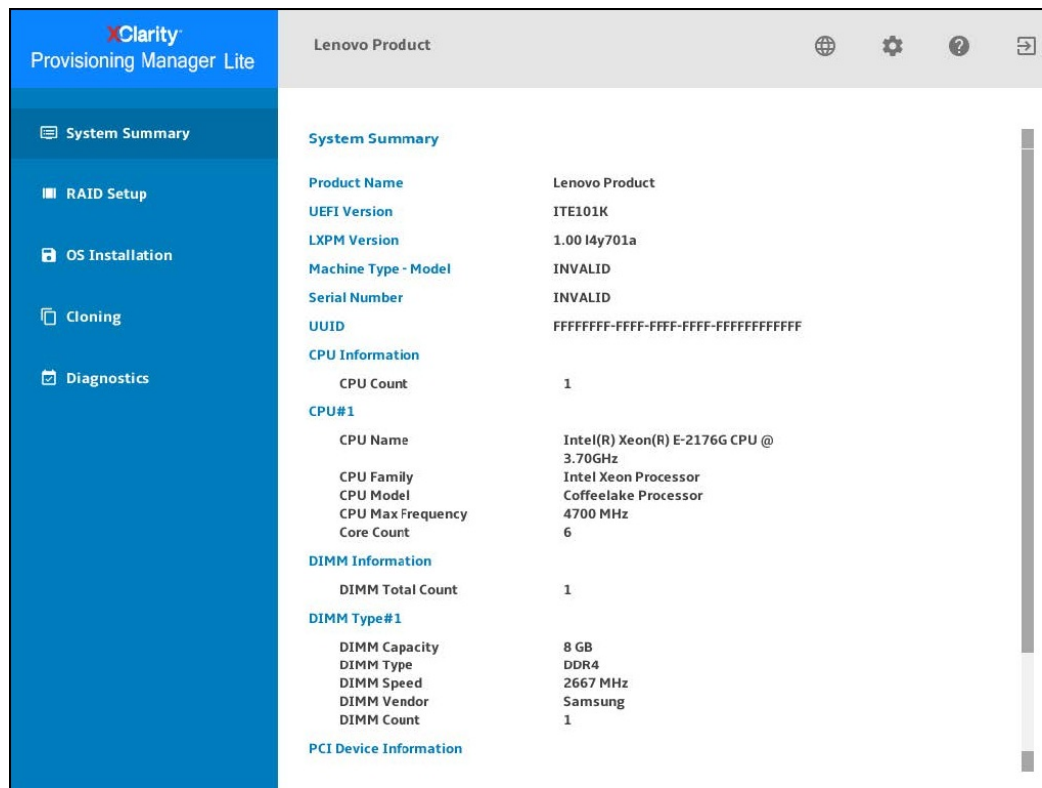 XClarity
Provisioning Manager Lite
Lenovo Product
System Summary
RAID Setup
OS Installation
Cloning
Diagnostics
System Summary
Product Name Lenovo Product
UEFI Version ITE101K
LXPM Version 1.00 l4y701a
Machine Type - Model INVALID
Serial Number INVALID
UUID FFFFFFFF-FFFF-FFFF-FFFF-FFFFFFFFFFFF
CPU Information
CPU Count 1
CPU#1
CPU Name Intel(R) Xeon(R) E-2176G CPU @
3.70GHz
CPU Family Intel Xeon Processor
CPU Model Coffeelake Processor
CPU Max Frequency 4700 MHz
Core Count 6
DIMM Information
DIMM Total Count 1
DIMM Type#1
DIMM Capacity 8 GB
DIMM Type DDR4
DIMM Speed 2667 MHz
DIMM Vendor Samsung
DIMM Count 1
PCI Device Information